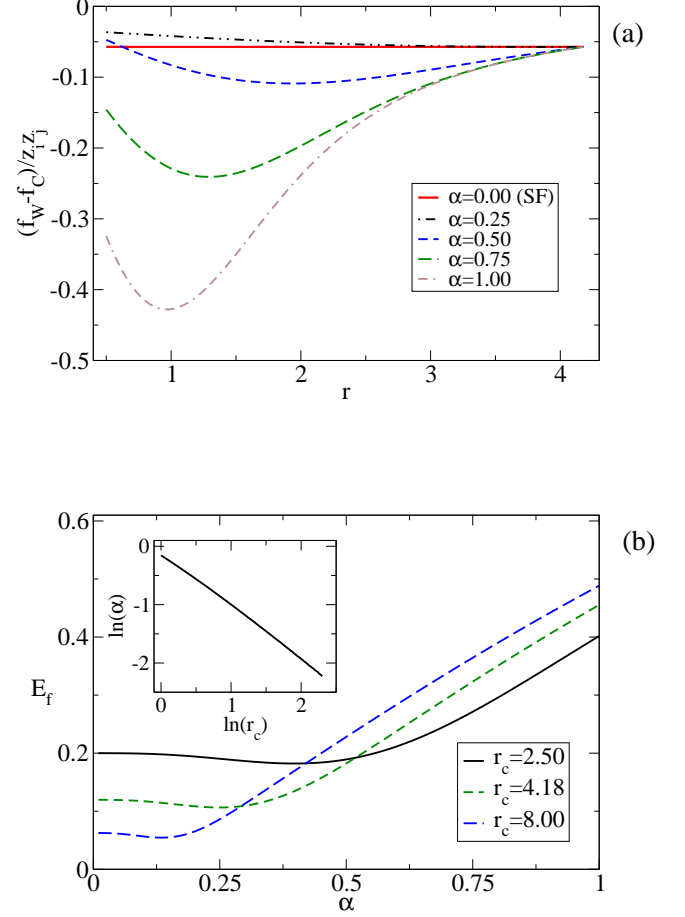 0
(a)
-0.1
-0.2
(f_W-f_C)/z_iz_j
α=0.00 (SF)
α=0.25
α=0.50
α=0.75
α=1.00
-0.3
-0.4
-0.5
1 2 3 4
r
0.6
(b)
0
-1
-2
ln(α)
0 1 2
ln(r_c)
0.4
E_f
0.2
r_c=2.50
r_c=4.18
r_c=8.00
0
0 0.25 0.5 0.75 1
α